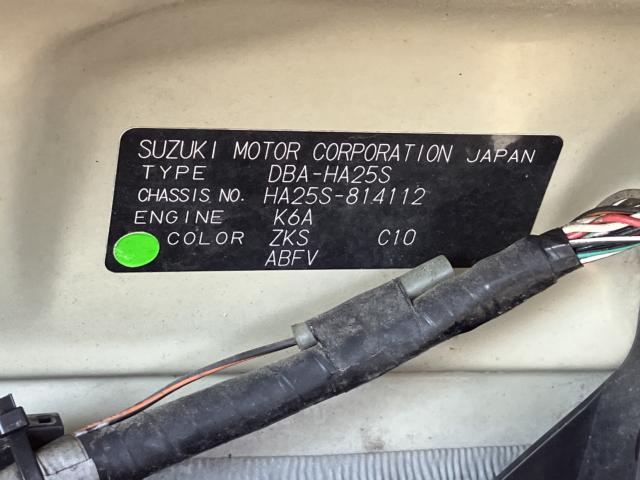 SUZUKI MOTOR CORPORATION JAPAN
TYPE DBA-HA25S
CHASSIS NO. HA25S-814112
ENGINE K6A
COLOR ZKS C10
ABFV